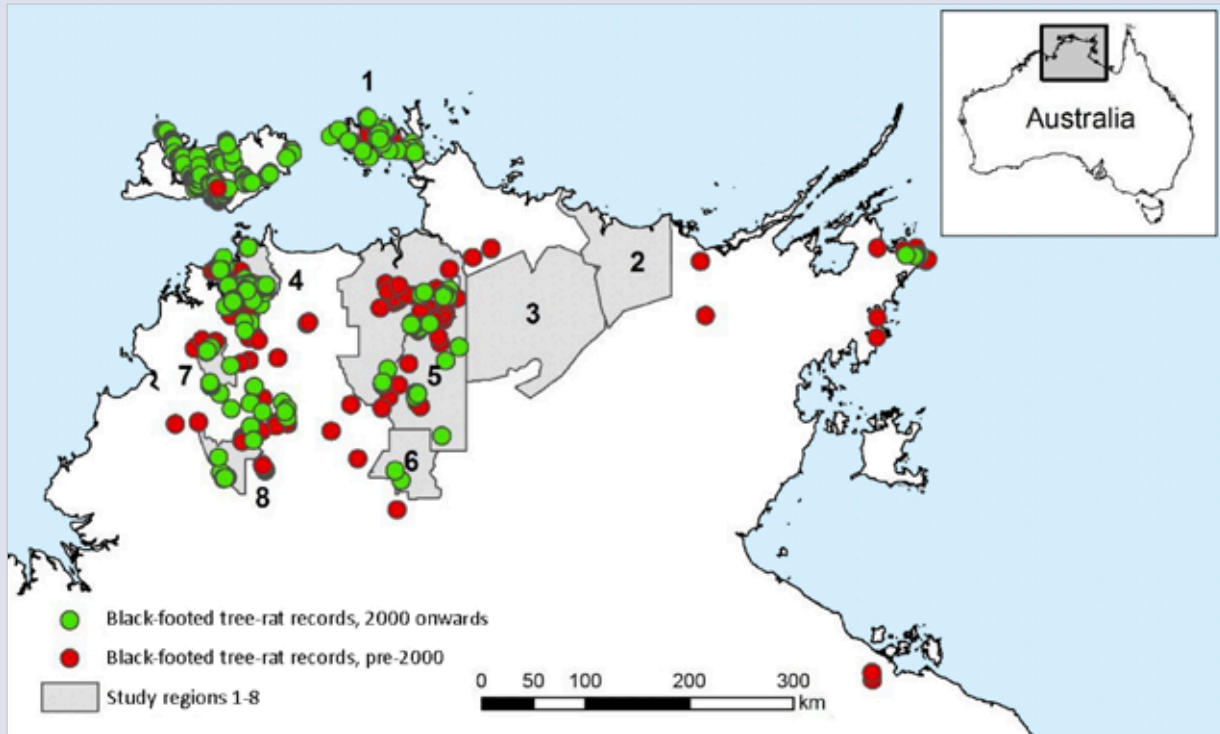 1
Australia
2
4
3
7
5
6
8
Black-footed tree-rat records, 2000 onwards
Black-footed tree-rat records, pre-2000
Study regions 1-8
0 50 100 200 300
km